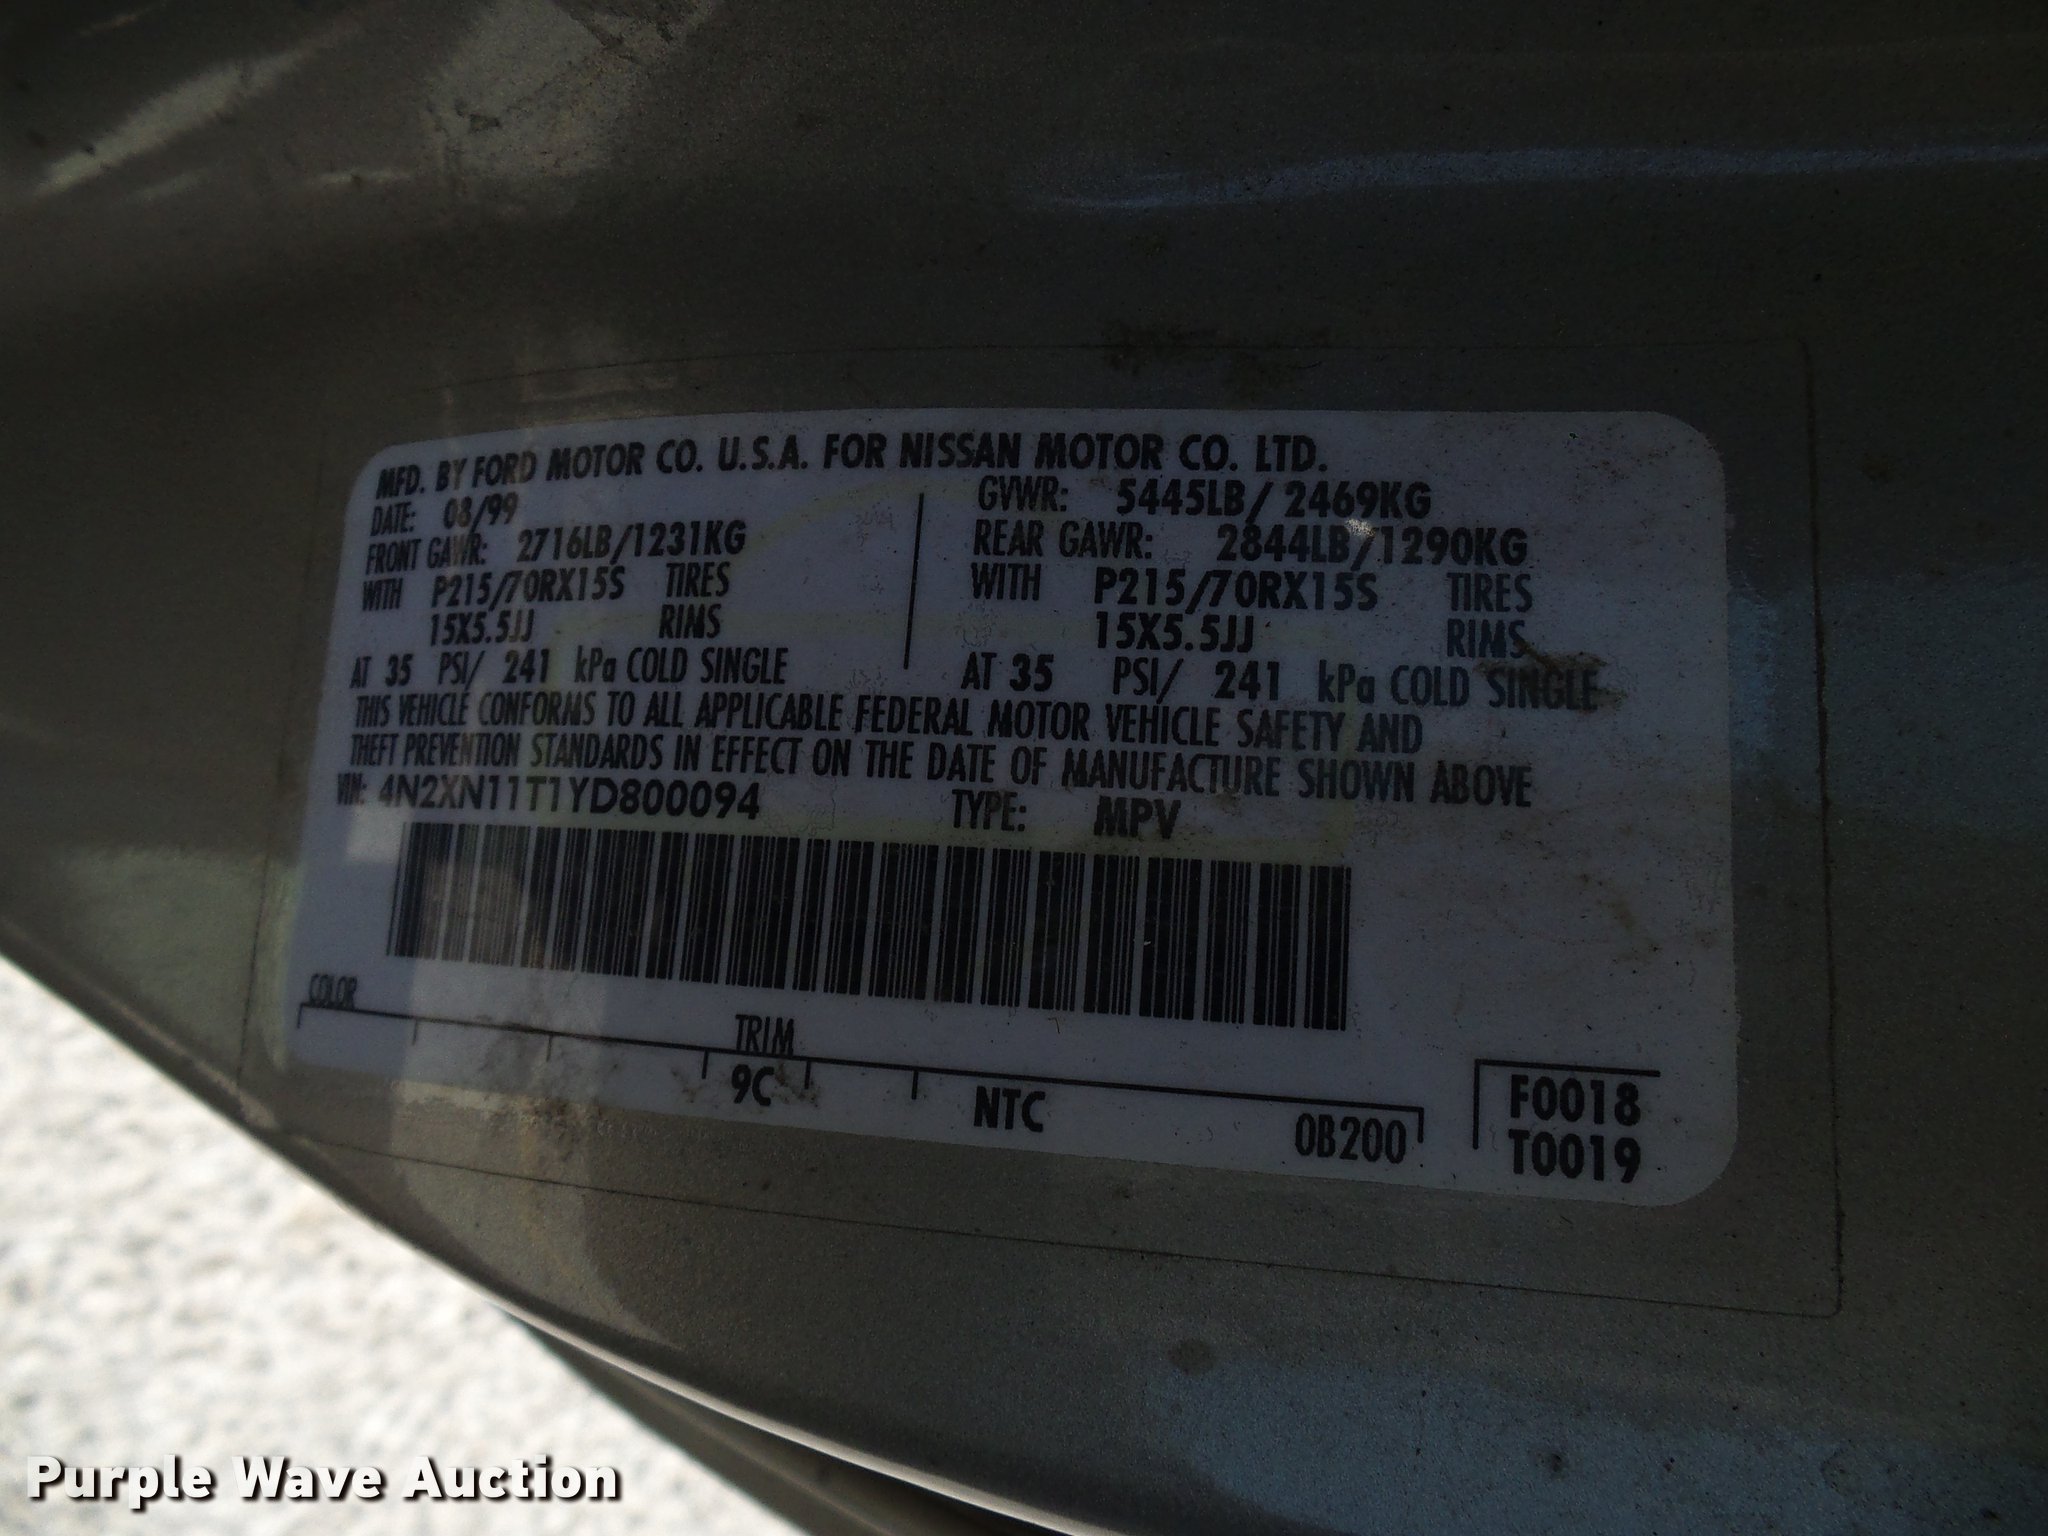 MFD. BY FORD MOTOR CO. U.S.A. FOR NISSAN MOTOR CO. LTD.
DATE: 08/99 GVWR: 5445LB/2469KG
FRONT GAWR: 2716LB/1231KG REAR GAWR: 2844LB/1290KG
WITH P215/70RX15S TIRES WITH P215/70RX15S TIRES
15X5.5JJ RIMS 15X5.5JJ RIMS
AT 35 PSI/ 241 kPa COLD SINGLE AT 35 PSI/ 241 kPa COLD SINGLE
THIS VEHICLE CONFORMS TO ALL APPLICABLE FEDERAL MOTOR VEHICLE SAFETY AND
THEFT PREVENTION STANDARDS IN EFFECT ON THE DATE OF MANUFACTURE SHOWN ABOVE
VIN: 4N2XN11T1YD800094 TYPE: MPV
COLOR TRIM
9C NTC 0B200
F0018
T0019
Purple Wave Auction